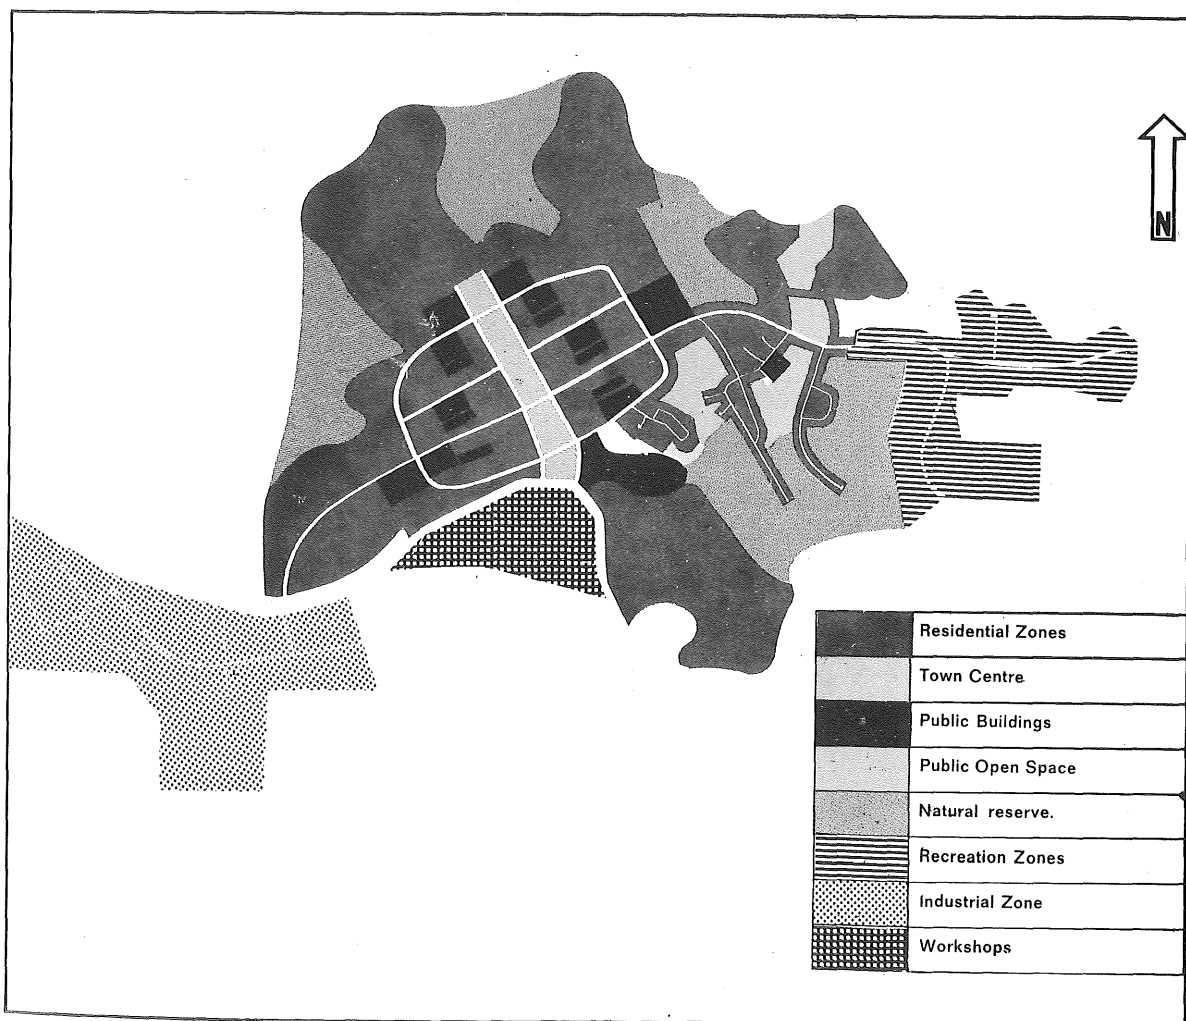 N
Residential Zones
Town Centre
Public Buildings
Public Open Space
Natural reserve.
Recreation Zones
Industrial Zone
Workshops